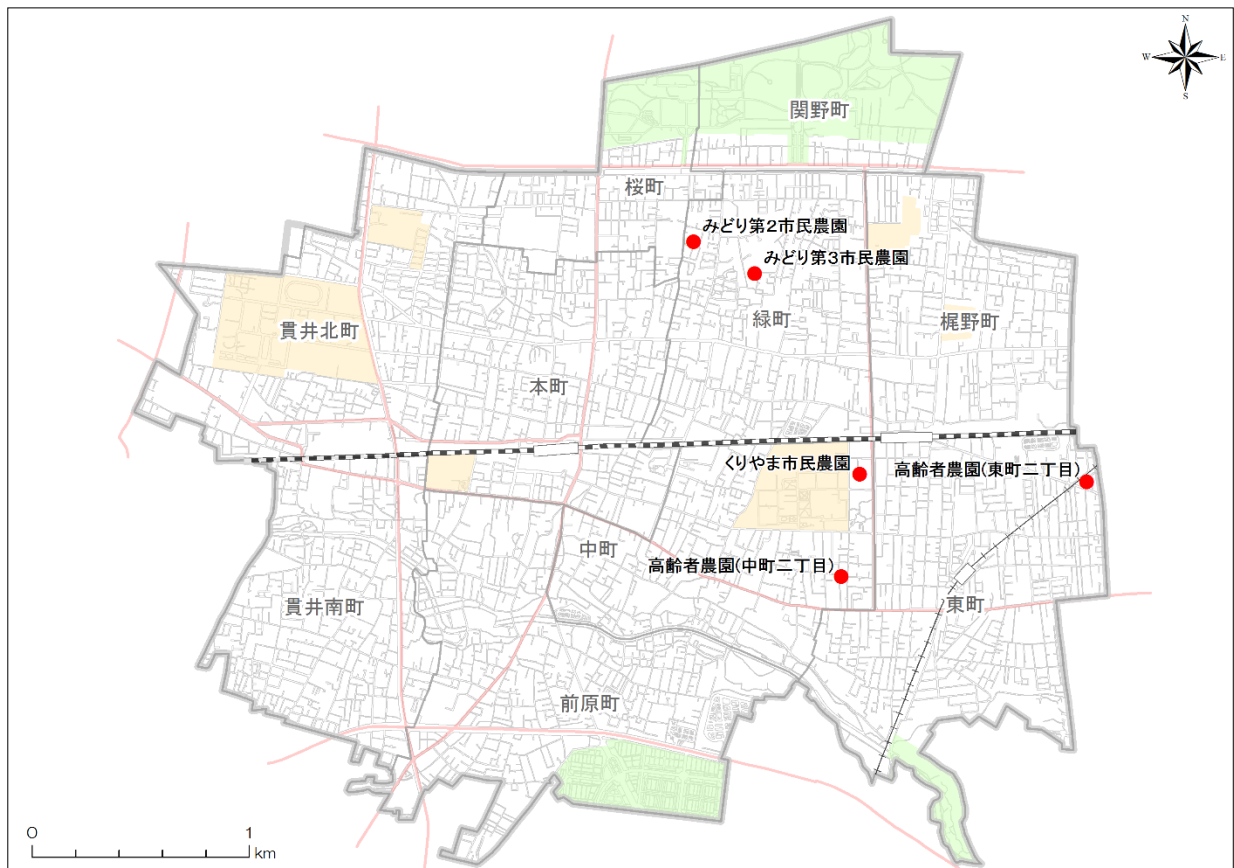 N
W
E
S
関野町
桜町
みどり第2市民農園
みどり第3市民農園
緑町
梶野町
貫井北町
本町
くりやま市民農園
高齢者農園(東町二丁目)
中町
高齢者農園(中町二丁目)
貫井南町
東町
前原町
0
1
km